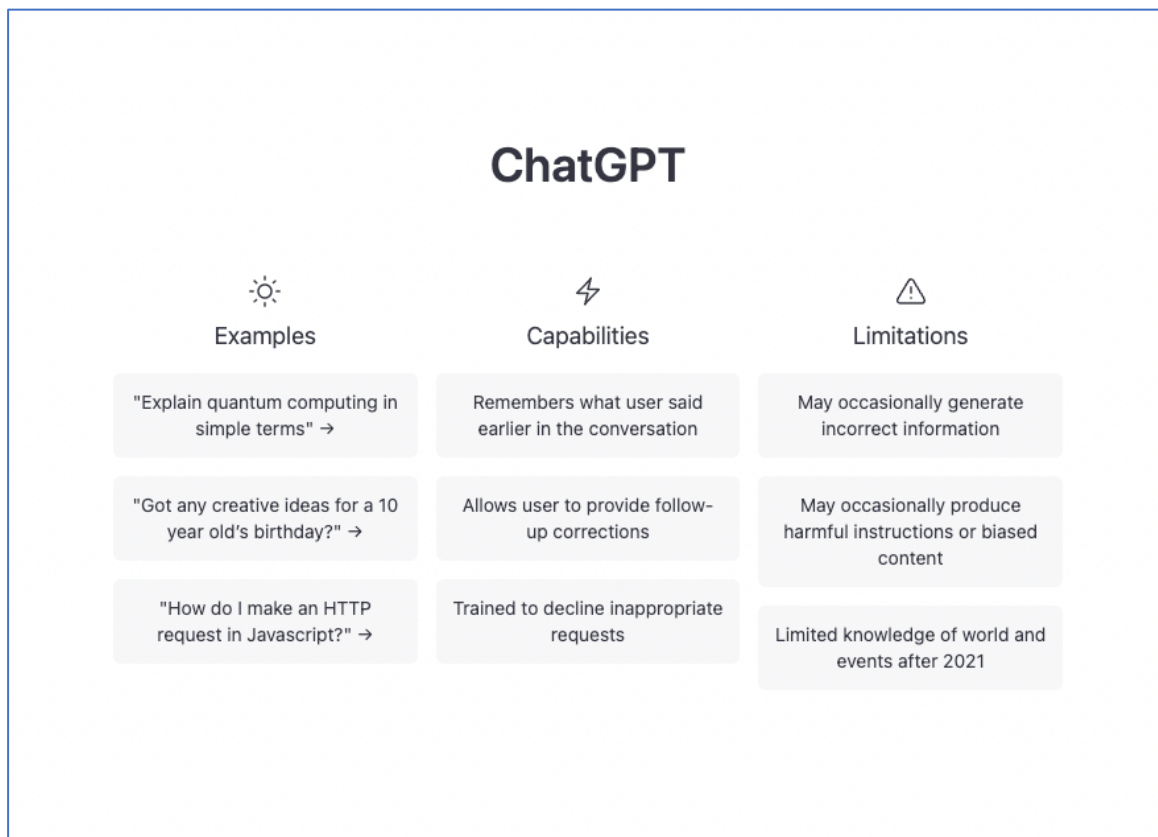 ChatGPT
Examples
"Explain quantum computing in
simple terms" →
"Got any creative ideas for a 10
year old's birthday?" →
"How do I make an HTTP
request in Javascript?" →
Capabilities
Remembers what user said
earlier in the conversation
Allows user to provide follow-
up corrections
Trained to decline inappropriate
requests
Limitations
May occasionally generate
incorrect information
May occasionally produce
harmful instructions or biased
content
Limited knowledge of world and
events after 2021